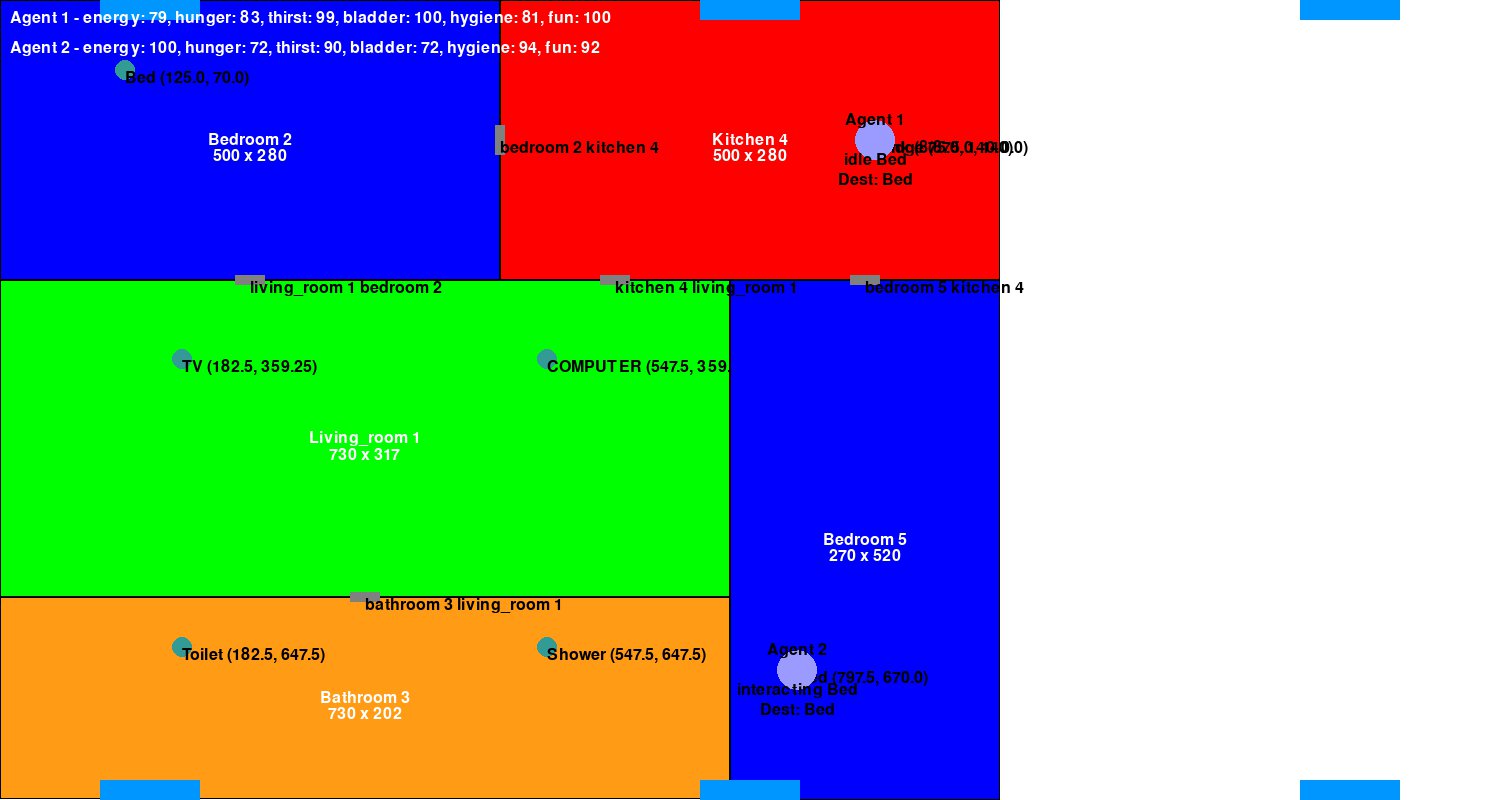 Agent 1 - energy: 79, hunger: 83, thirst: 99, bladder: 100, hygiene: 81, fun: 100
Agent 2 - energy: 100, hunger: 72, thirst: 90, bladder: 72, hygiene: 94, fun: 92
Bed (125.0, 70.0)
Agent 1
Bedroom 2
500 x 280
Kitchen 4
500 x 280
bedroom 2 kitchen 4
idle Bed
Dest: Bed
living_room 1 bedroom 2
kitchen 4 living_room 1
bedroom 5 kitchen 4
TV (182.5, 359.25)
COMPUTER (547.5, 359.
Living_room 1
730 x 317
Bedroom 5
270 x 520
bathroom 3 living_room 1
Toilet (182.5, 647.5)
Shower (547.5, 647.5)
Agent 2
(797.5, 670.0)
interacting Bed
Dest: Bed
Bathroom 3
730 x 202